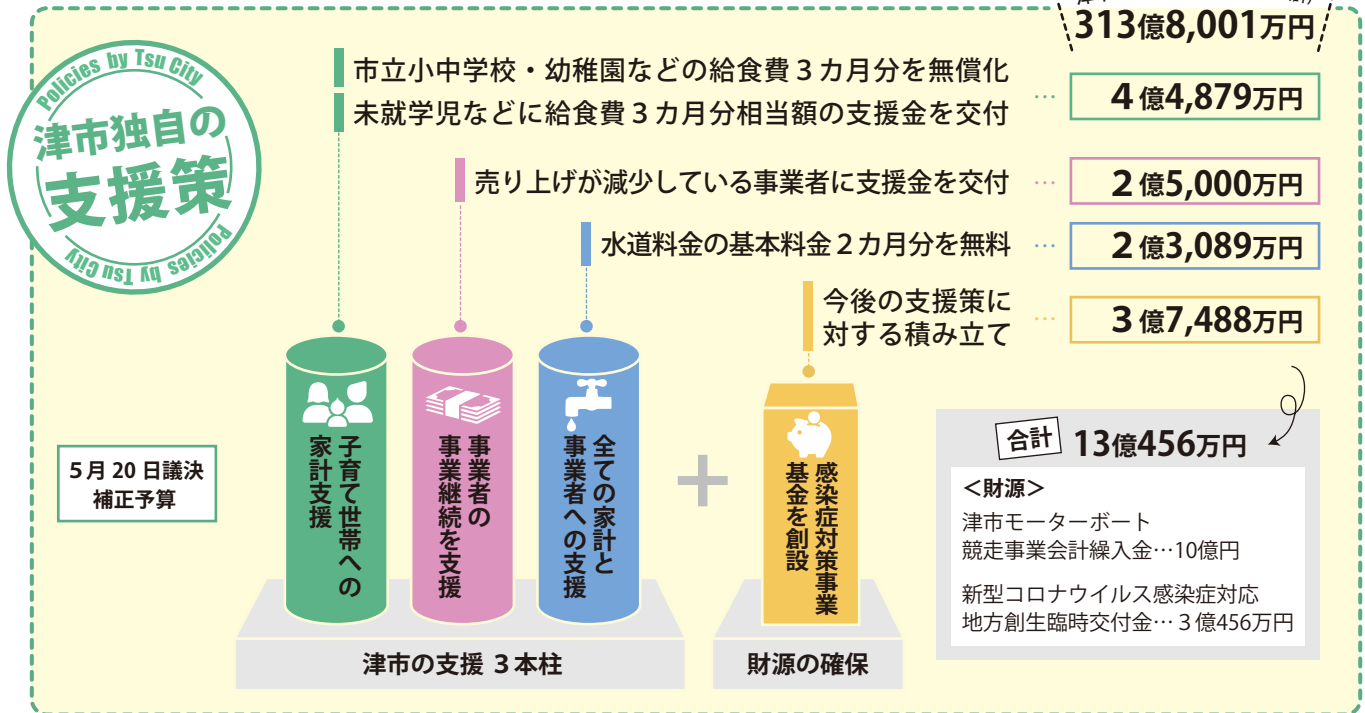 313億8,001万円
Policies by Tsu City
津市独自の
支援策
Policies by Tsu City
市立小中学校・幼稚園などの給食費３カ月分を無償化
未就学児などに給食費３カ月分相当額の支援金を交付
… ４億4,879万円
売り上げが減少している事業者に支援金を交付 … ２億5,000万円
水道料金の基本料金２カ月分を無料 … ２億3,089万円
今後の支援策に
対する積み立て
… ３億7,488万円
５月20日議決
補正予算
子育て世帯への
家計支援
事業者の
事業継続を支援
全ての家計と
事業者への支援
+
感染症対策事業
基金を創設
津市の支援 ３本柱
財源の確保
合計 13億456万円
＜財源＞
津市モーターボート
競走事業会計繰入金…10億円
新型コロナウイルス感染症対応
地方創生臨時交付金…３億456万円